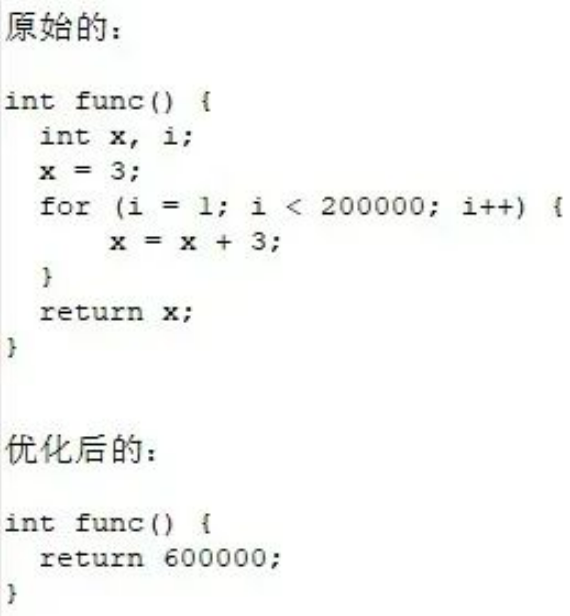 原始的：
int func() {
  int x, i;
  x = 3;
  for (i = 1; i < 200000; i++) {
      x = x + 3;
  }
  return x;
}
优化后的：
int func() {
  return 600000;
}